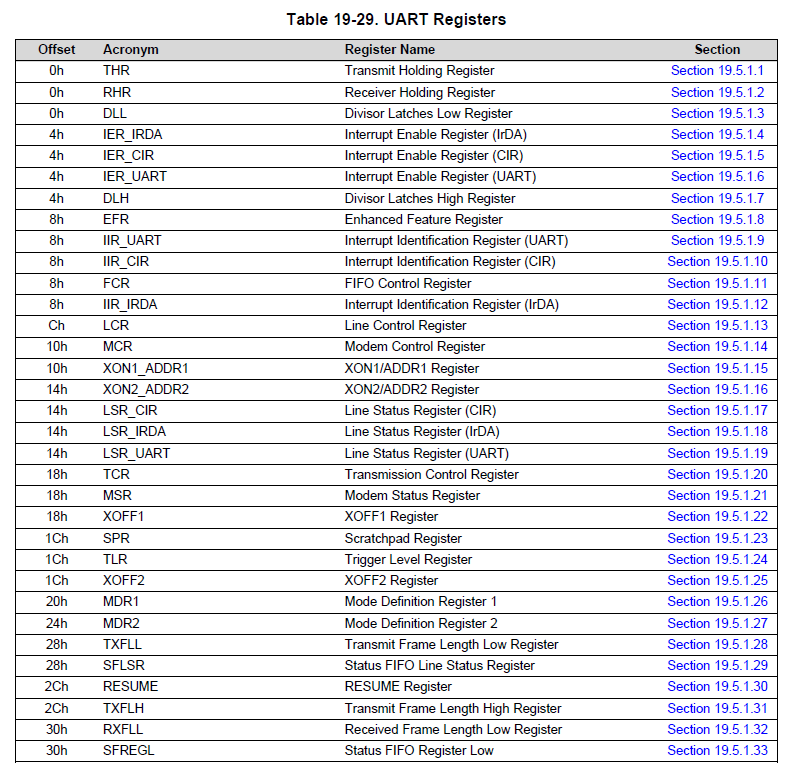 Table 19-29. UART Registers
Offset Acronym Register Name Section
0h THR Transmit Holding Register Section 19.5.1.1
0h RHR Receiver Holding Register Section 19.5.1.2
0h DLL Divisor Latches Low Register Section 19.5.1.3
4h IER_IRDA Interrupt Enable Register (IrDA) Section 19.5.1.4
4h IER_CIR Interrupt Enable Register (CIR) Section 19.5.1.5
4h IER_UART Interrupt Enable Register (UART) Section 19.5.1.6
4h DLH Divisor Latches High Register Section 19.5.1.7
8h EFR Enhanced Feature Register Section 19.5.1.8
8h IIR_UART Interrupt Identification Register (UART) Section 19.5.1.9
8h IIR_CIR Interrupt Identification Register (CIR) Section 19.5.1.10
8h FCR FIFO Control Register Section 19.5.1.11
8h IIR_IRDA Interrupt Identification Register (IrDA) Section 19.5.1.12
Ch LCR Line Control Register Section 19.5.1.13
10h MCR Modem Control Register Section 19.5.1.14
10h XON1_ADDR1 XON1/ADDR1 Register Section 19.5.1.15
14h XON2_ADDR2 XON2/ADDR2 Register Section 19.5.1.16
14h LSR_CIR Line Status Register (CIR) Section 19.5.1.17
14h LSR_IRDA Line Status Register (IrDA) Section 19.5.1.18
14h LSR_UART Line Status Register (UART) Section 19.5.1.19
18h TCR Transmission Control Register Section 19.5.1.20
18h MSR Modem Status Register Section 19.5.1.21
18h XOFF1 XOFF1 Register Section 19.5.1.22
1Ch SPR Scratchpad Register Section 19.5.1.23
1Ch TLR Trigger Level Register Section 19.5.1.24
1Ch XOFF2 XOFF2 Register Section 19.5.1.25
20h MDR1 Mode Definition Register 1 Section 19.5.1.26
24h MDR2 Mode Definition Register 2 Section 19.5.1.27
28h TXFLL Transmit Frame Length Low Register Section 19.5.1.28
28h SFLSR Status FIFO Line Status Register Section 19.5.1.29
2Ch RESUME RESUME Register Section 19.5.1.30
2Ch TXFLH Transmit Frame Length High Register Section 19.5.1.31
30h RXFLL Received Frame Length Low Register Section 19.5.1.32
30h SFREGL Status FIFO Register Low Section 19.5.1.33